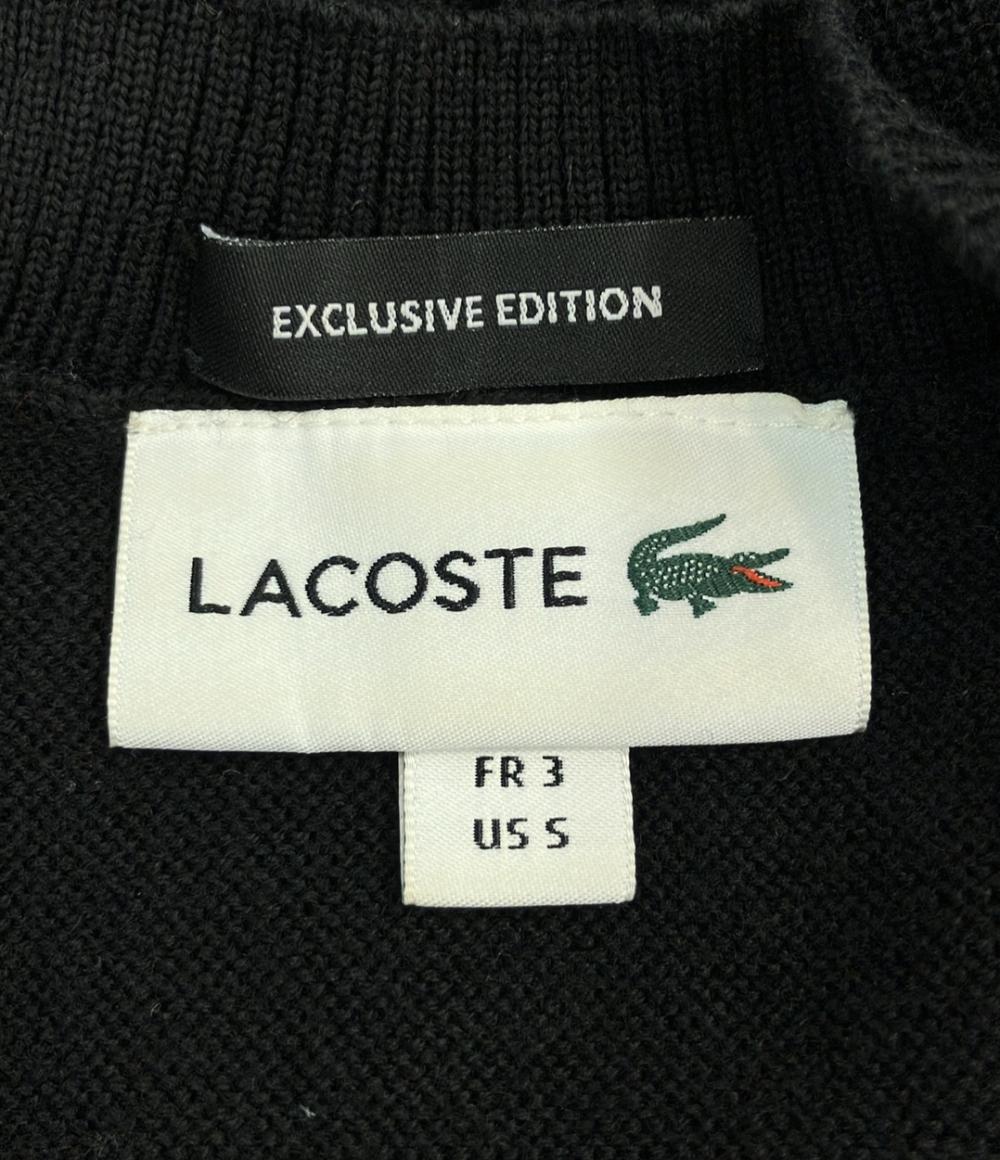 EXCLUSIVE EDITION
LACOSTE
FR 3
US S